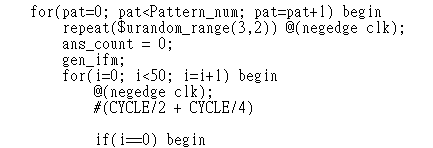 for(pat=0; pat<Pattern_num; pat=pat+1) begin
repeat($urandom_range(3,2)) @(negedge clk);
ans_count = 0;
gen_ifm;
for(i=0; i<50; i=i+1) begin
@(negedge clk);
#(CYCLE/2 + CYCLE/4)
if(i==0) begin